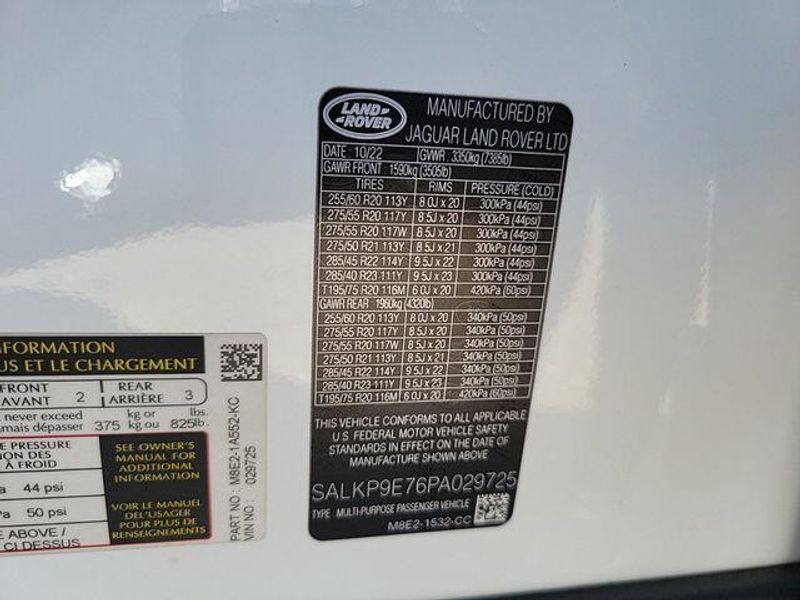 LAND ROVER
MANUFACTURED BY
JAGUAR LAND ROVER LTD
DATE 10/22 GVWR 3350kg (7385lb)
GAWR FRONT 1590kg (3505lb)
TIRES RIMS PRESSURE (COLD)
255/60 R20 113Y 8.0J x 20 300kPa (44psi)
275/55 R20 117Y 8.5J x 20 300kPa (44psi)
275/55 R20 117W 8.5J x 20 300kPa (44psi)
275/50 R21 113Y 8.5J x 21 300kPa (44psi)
285/45 R22 114Y 9.5J x 22 300kPa (44psi)
285/40 R23 111Y 9.5J x 23 300kPa (44psi)
T195/75 R20 116M 6.0J x 20 420kPa (60psi)
GAWR REAR 1960kg (4320lb)
255/60 R20 113Y 8.0J x 20 340kPa (50psi)
275/55 R20 117Y 8.5J x 20 340kPa (50psi)
275/55 R20 117W 8.5J x 20 340kPa (50psi)
275/50 R21 113Y 8.5J x 21 340kPa (50psi)
285/45 R22 114Y 9.5J x 22 340kPa (50psi)
285/40 R23 111Y 9.5J x 23 340kPa (50psi)
T195/75 R20 116M 6.0J x 20 420kPa (60psi)
THIS VEHICLE CONFORMS TO ALL APPLICABLE
U.S. FEDERAL MOTOR VEHICLE SAFETY
STANDARDS IN EFFECT ON THE DATE OF
MANUFACTURE SHOWN ABOVE
SALKP9E76PA029725
TYPE MULTI-PURPOSE PASSENGER VEHICLE
M8E2-1532-CC
NFORMATION
US ET LE CHARGEMENT
FRONT 2 REAR 3
AVANT ARRIÈRE
never exceed kg or lbs.
amais dépasser 375 kg ou 825lb.
E PRESSURE
NON DES
À FROID
a 44 psi
Pa 50 psi
E ABOVE /
CI DESSUS
SEE OWNER'S
MANUAL FOR
ADDITIONAL
INFORMATION
VOIR LE MANUEL
DEL'USAGER
POUR PLUS DE
RENSEIGNEMENTS
PART NO : M8E2-1A552-KC
VIN NO : 029725